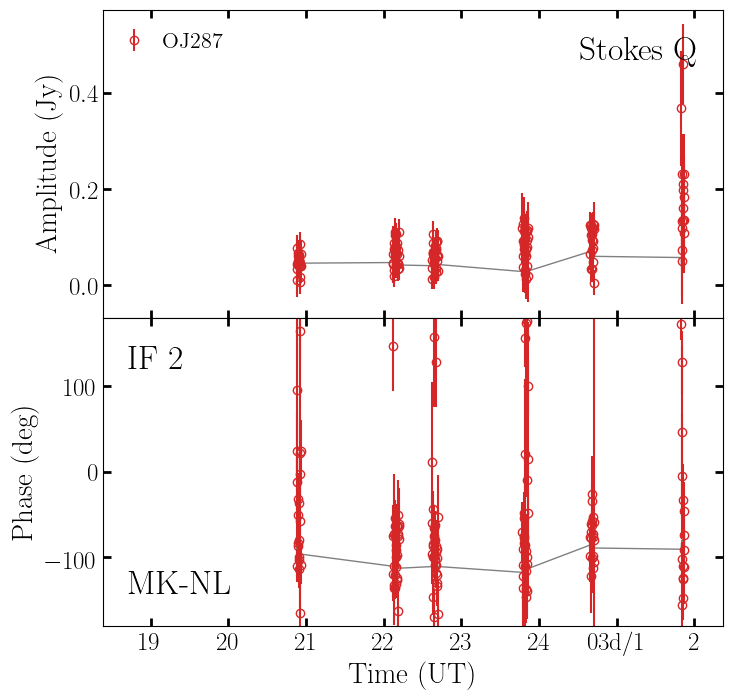 OJ287
Stokes Q
Amplitude (Jy)
0.4
0.2
0.0
IF 2
MK-NL
Phase (deg)
100
0
−100
19 20 21 22 23 24 03d/1 2
Time (UT)